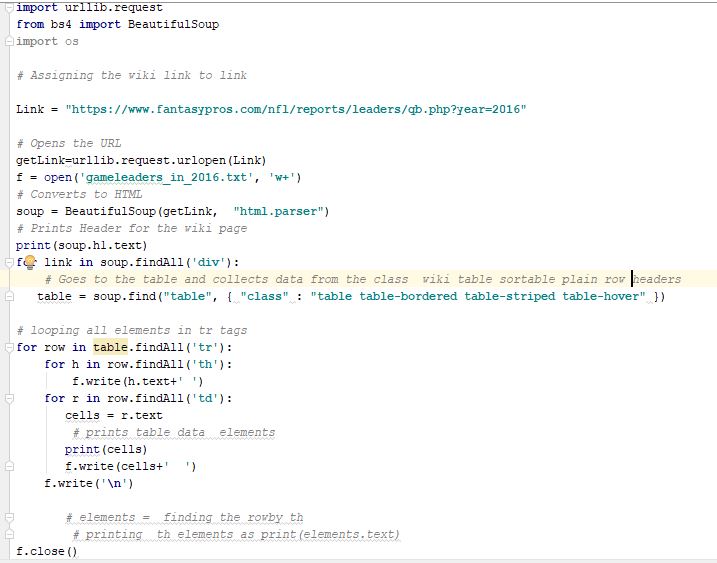 import urllib.request
from bs4 import BeautifulSoup
import os
# Assigning the wiki link to link
Link = "https://www.fantasypros.com/nfl/reports/leaders/qb.php?year=2016"
# Opens the URL
getLink=urllib.request.urlopen(Link)
f = open('gameleaders_in_2016.txt', 'w+')
# Converts to HTML
soup = BeautifulSoup(getLink,  "html.parser")
# Prints Header for the wiki page
print(soup.h1.text)
for link in soup.findAll('div'):
    # Goes to the table and collects data from the class  wiki table sortable plain row headers
   table = soup.find("table", { "class" : "table table-bordered table-striped table-hover" })
# looping all elements in tr tags
for row in table.findAll('tr'):
    for h in row.findAll('th'):
        f.write(h.text+' ')
    for r in row.findAll('td'):
       cells = r.text
        # prints table data  elements
       print(cells)
       f.write(cells+'  ')
    f.write('\n')
       # elements =  finding the rowby th
        # printing  th elements as print(elements.text)
f.close()